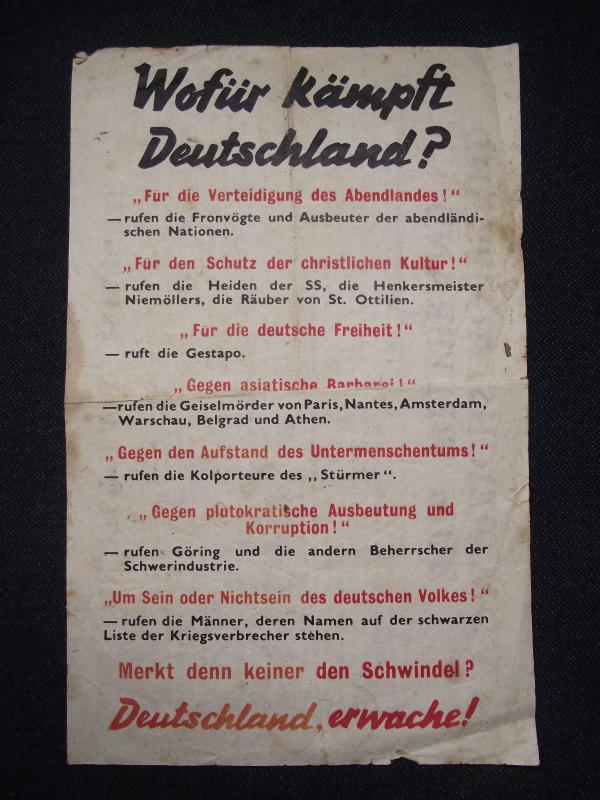 Wofür kämpft
Deutschland?
„Für die Verteidigung des Abendlandes!“
— rufen die Fronvögte und Ausbeuter der abendländi-
schen Nationen.
„Für den Schutz der christlichen Kultur!“
— rufen die Heiden der SS, die Henkersmeister
Niemöllers, die Räuber von St. Ottilien.
„Für die deutsche Freiheit!“
— ruft die Gestapo.
„Gegen asiatische Barbarei!“
—rufen die Geiselmörder von Paris, Nantes, Amsterdam,
Warschau, Belgrad und Athen.
„Gegen den Aufstand des Untermenschentums!“
— rufen die Kolporteure des „Stürmer“.
„Gegen plutokratische Ausbeutung und
Korruption!“
— rufen Göring und die andern Beherrscher der
Schwerindustrie.
„Um Sein oder Nichtsein des deutschen Volkes!“
— rufen die Männer, deren Namen auf der schwarzen
Liste der Kriegsverbrecher stehen.
Merkt denn keiner den Schwindel?
Deutschland, erwache!